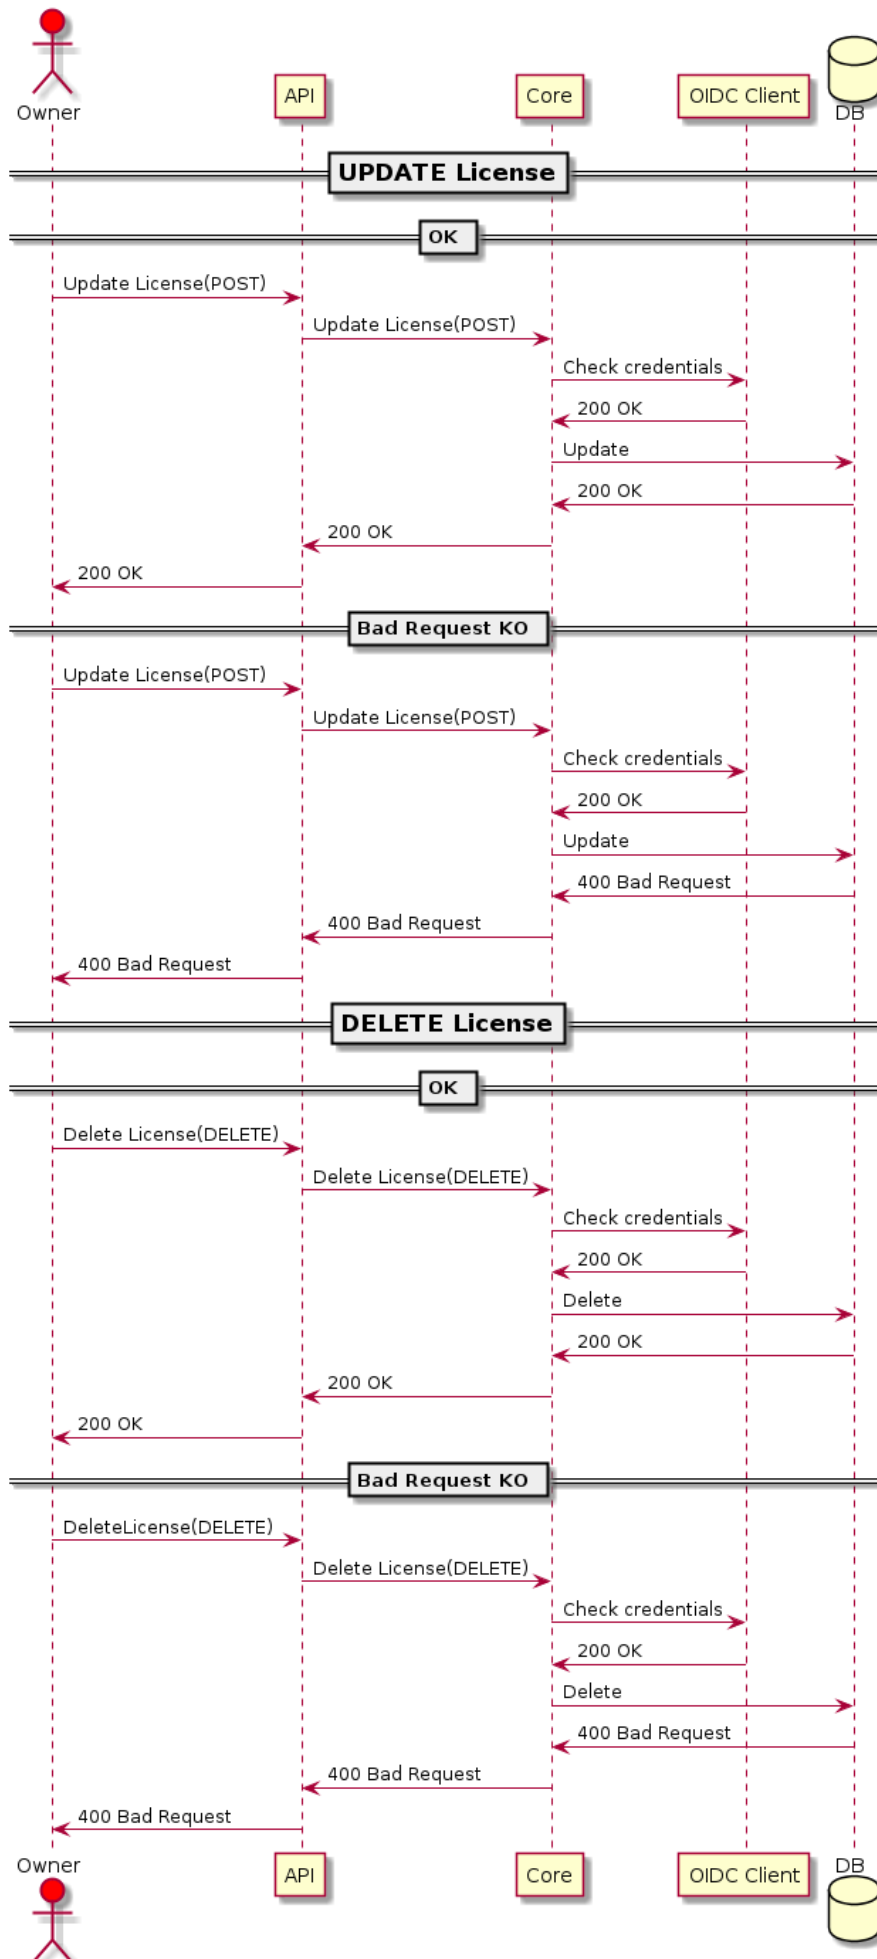 Owner
API
Core
OIDC Client
DB
UPDATE License
OK
Update License(POST)
Update License(POST)
Check credentials
200 OK
Update
200 OK
200 OK
200 OK
Bad Request KO
Update License(POST)
Update License(POST)
Check credentials
200 OK
Update
400 Bad Request
400 Bad Request
400 Bad Request
DELETE License
OK
Delete License(DELETE)
Delete License(DELETE)
Check credentials
200 OK
Delete
200 OK
200 OK
200 OK
Bad Request KO
DeleteLicense(DELETE)
Delete License(DELETE)
Check credentials
200 OK
Delete
400 Bad Request
400 Bad Request
400 Bad Request
Owner
API
Core
OIDC Client
DB